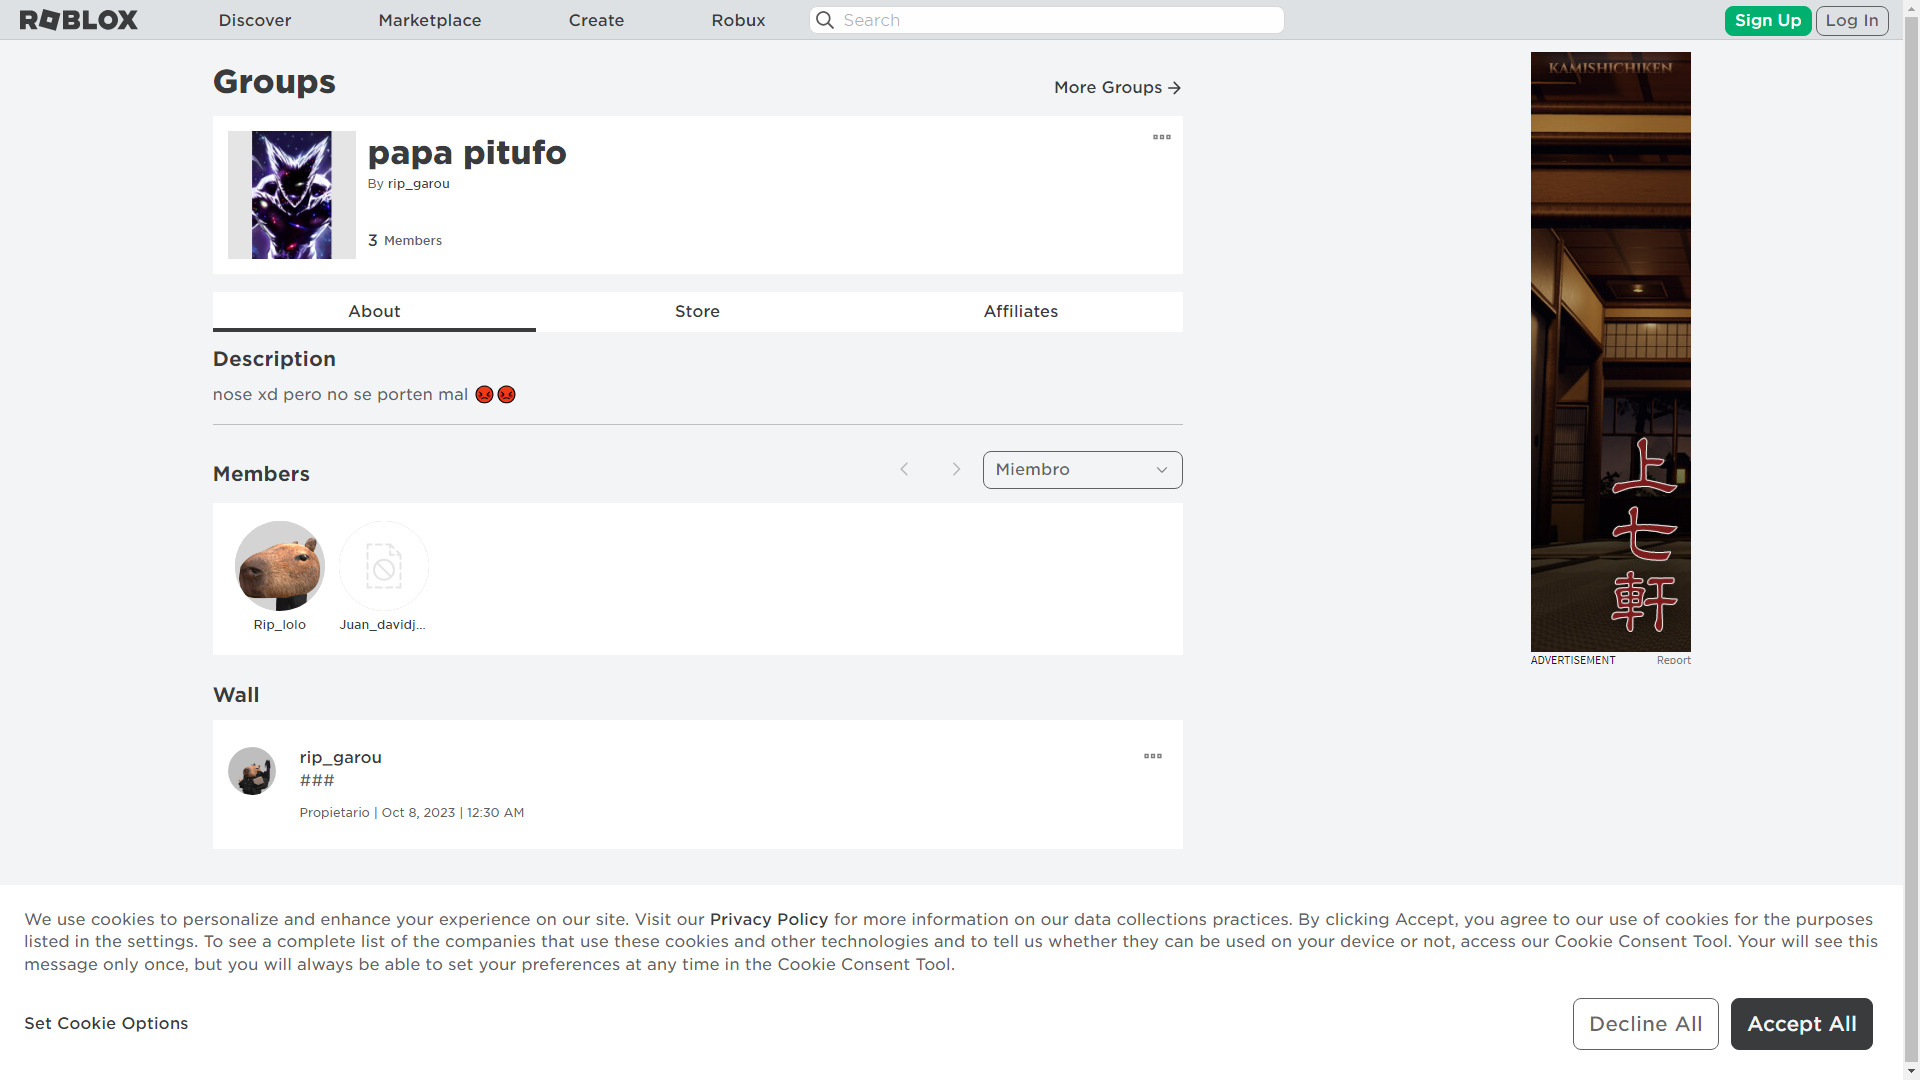 ROBLOX
Discover
Marketplace
Create
Robux
Search
Sign Up
Log In
Groups
More Groups
papa pitufo
By rip_garou
3 Members
About
Store
Affiliates
Description
nose xd pero no se porten mal 😡😡
Members
Miembro
Rip_lolo
Juan_davidj...
Wall
rip_garou
###
Propietario | Oct 8, 2023 | 12:30 AM
KAMISHICHIKEN
上
七
軒
ADVERTISEMENT
Report
We use cookies to personalize and enhance your experience on our site. Visit our Privacy Policy for more information on our data collections practices. By clicking Accept, you agree to our use of cookies for the purposes
listed in the settings. To see a complete list of the companies that use these cookies and other technologies and to tell us whether they can be used on your device or not, access our Cookie Consent Tool. Your will see this
message only once, but you will always be able to set your preferences at any time in the Cookie Consent Tool.
Set Cookie Options
Decline All
Accept All